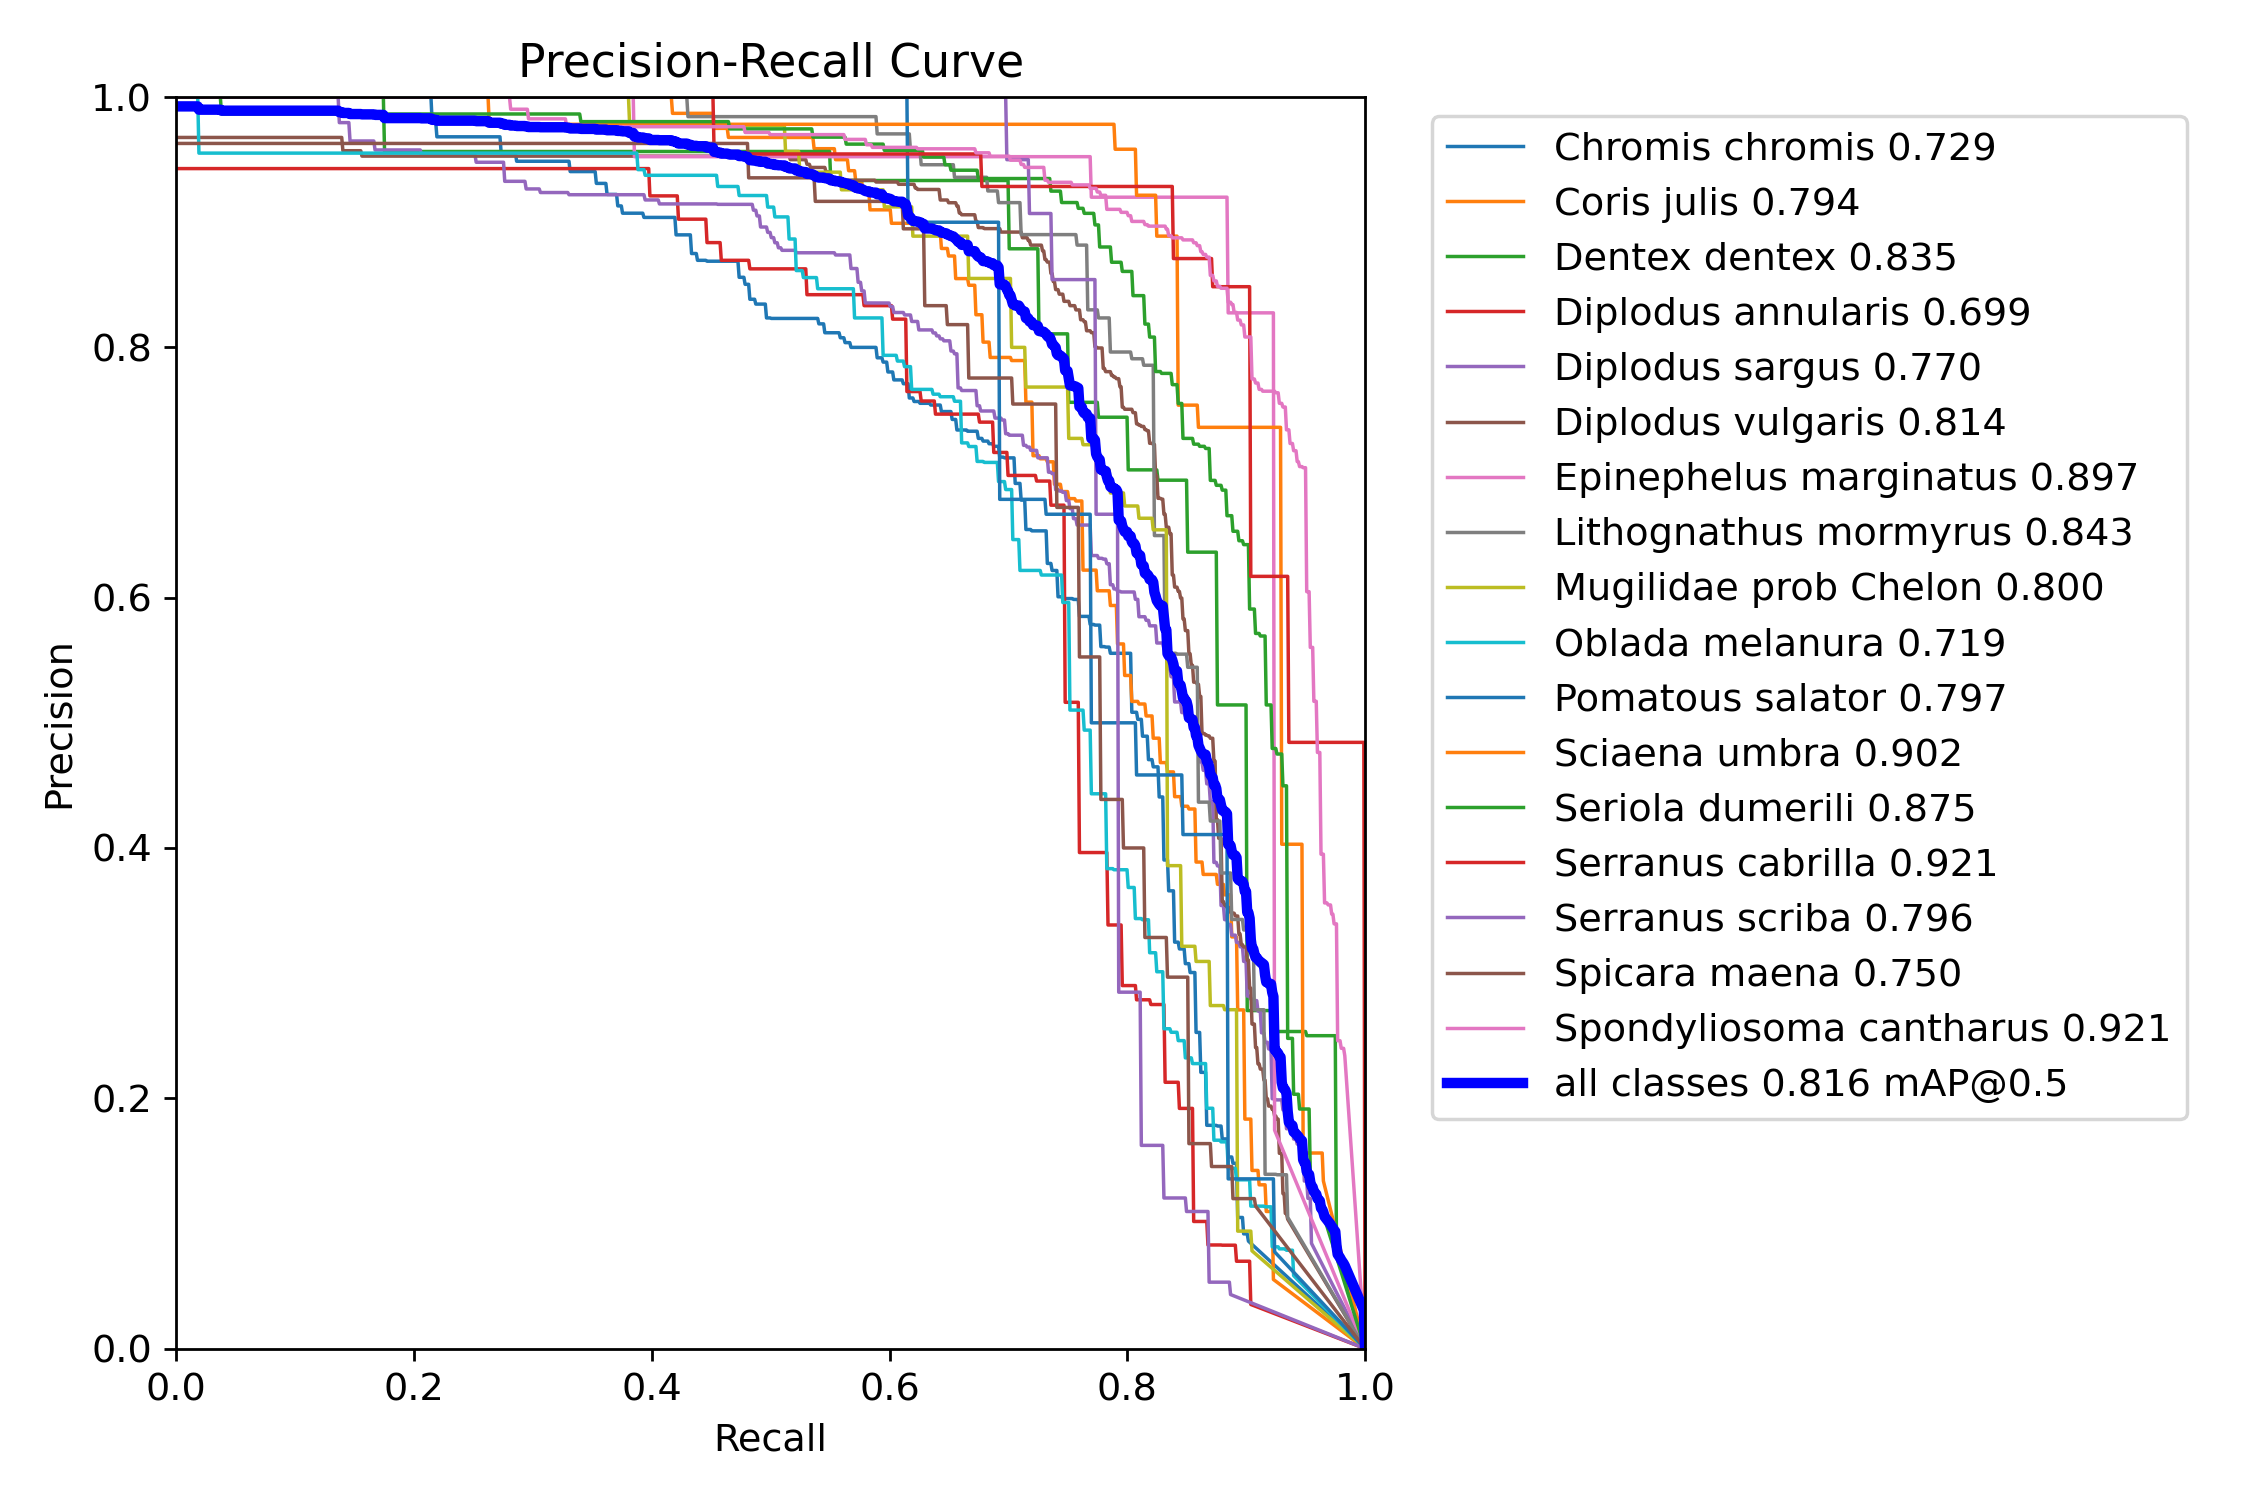 Precision-Recall Curve
1.0
0.8
0.6
0.4
0.2
0.0
Precision
0.0 0.2 0.4 0.6 0.8 1.0
Recall
Chromis chromis 0.729
Coris julis 0.794
Dentex dentex 0.835
Diplodus annularis 0.699
Diplodus sargus 0.770
Diplodus vulgaris 0.814
Epinephelus marginatus 0.897
Lithognathus mormyrus 0.843
Mugilidae prob Chelon 0.800
Oblada melanura 0.719
Pomatous salator 0.797
Sciaena umbra 0.902
Seriola dumerili 0.875
Serranus cabrilla 0.921
Serranus scriba 0.796
Spicara maena 0.750
Spondyliosoma cantharus 0.921
all classes 0.816 mAP@0.5